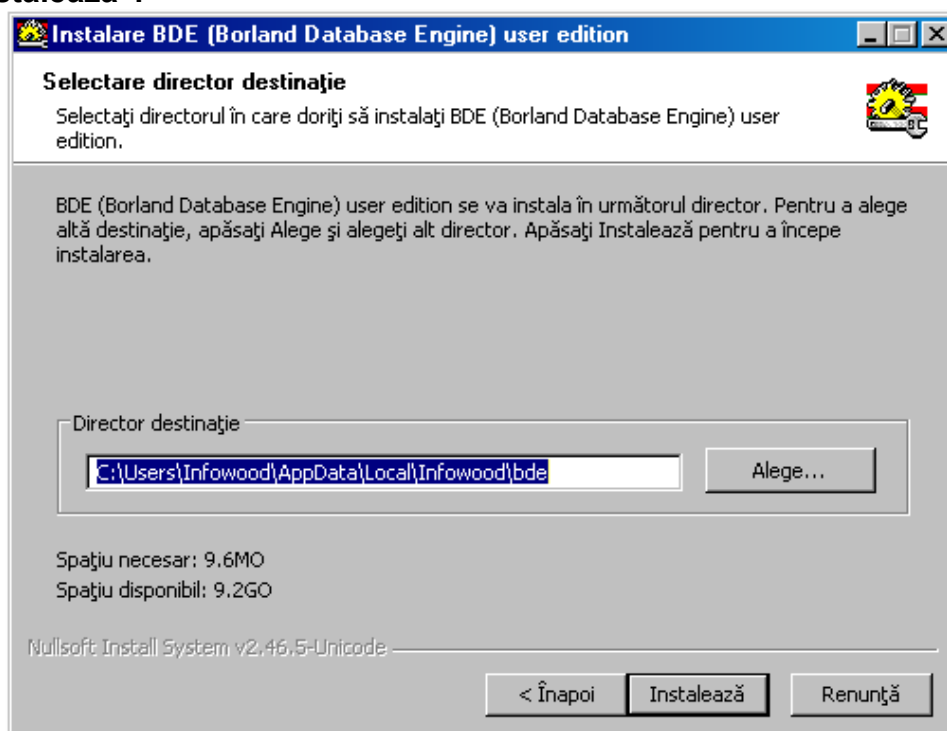 Instalare BDE (Borland Database Engine) user edition
Selectare director destinaţie
Selectaţi directorul în care doriţi să instalaţi BDE (Borland Database Engine) user
edition.
BDE (Borland Database Engine) user edition se va instala în următorul director. Pentru a alege
altă destinaţie, apăsaţi Alege şi alegeţi alt director. Apăsaţi Instalează pentru a începe
instalarea.
Director destinaţie
C:\Users\Infowood\AppData\Local\Infowood\bde
Alege...
Spaţiu necesar: 9.6MO
Spaţiu disponibil: 9.2GO
Nullsoft Install System v2.46.5-Unicode
< Înapoi
Instalează
Renunţă